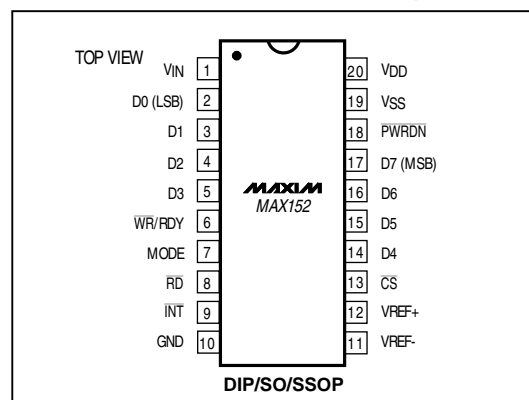 TOP VIEW
VIN 1 20 VDD
D0 (LSB) 2 19 VSS
D1 3 18 PWRDN
D2 4 17 D7 (MSB)
D3 5 MAXIM 16 D6
WR/RDY 6 MAX152 15 D5
MODE 7 14 D4
RD 8 13 CS
INT 9 12 VREF+
GND 10 11 VREF-
DIP/SO/SSOP